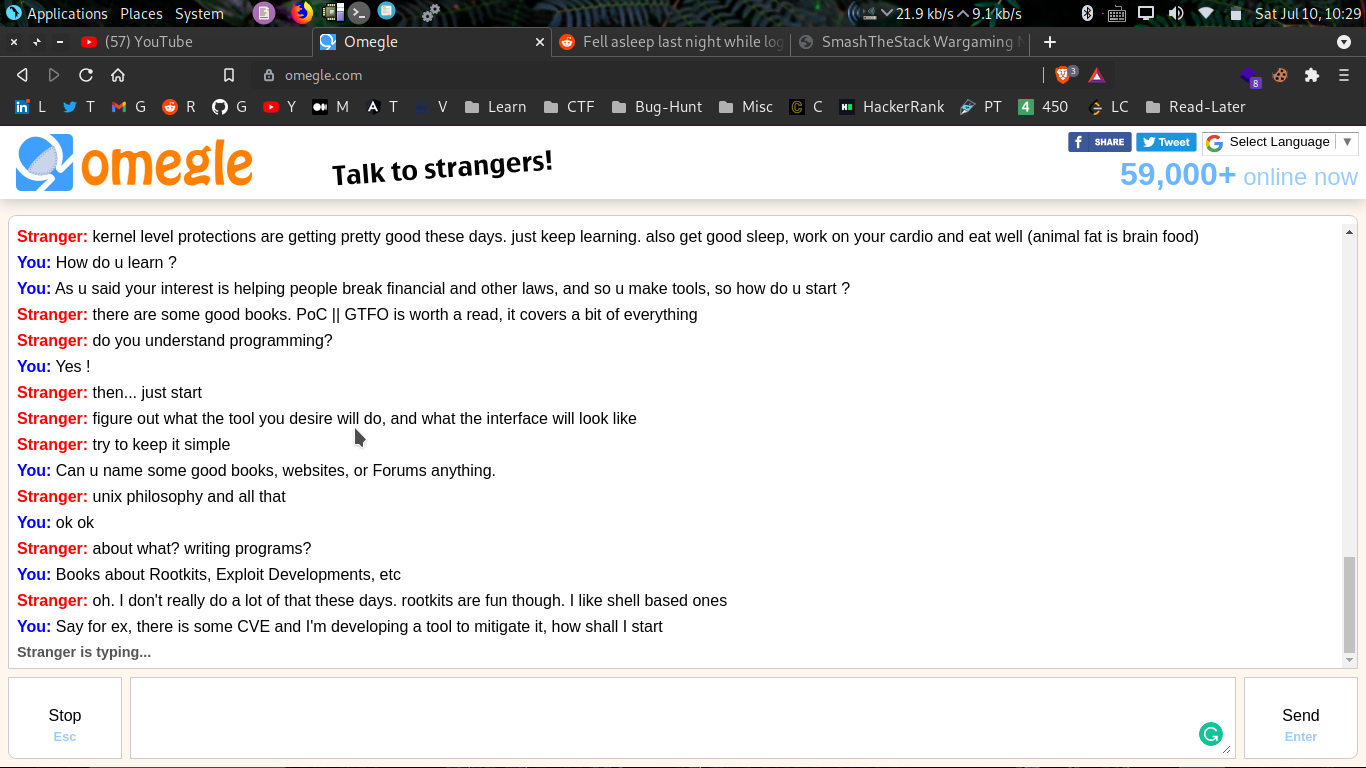 Applications Places System 21.9 kb/s 9.1 kb/s Sat Jul 10, 10:29
(57) YouTube Omegle Fell asleep last night while log SmashTheStack Wargaming
omegle.com 3 8
L T G R G Y M T V Learn CTF Bug-Hunt Misc C HackerRank PT 4 450 LC Read-Later
omegle Talk to strangers! f SHARE Tweet G Select Language ▼
59,000+ online now
Stranger: kernel level protections are getting pretty good these days. just keep learning. also get good sleep, work on your cardio and eat well (animal fat is brain food)
You: How do u learn ?
You: As u said your interest is helping people break financial and other laws, and so u make tools, so how do u start ?
Stranger: there are some good books. PoC || GTFO is worth a read, it covers a bit of everything
Stranger: do you understand programming?
You: Yes !
Stranger: then... just start
Stranger: figure out what the tool you desire will do, and what the interface will look like
Stranger: try to keep it simple
You: Can u name some good books, websites, or Forums anything.
Stranger: unix philosophy and all that
You: ok ok
Stranger: about what? writing programs?
You: Books about Rootkits, Exploit Developments, etc
Stranger: oh. I don't really do a lot of that these days. rootkits are fun though. I like shell based ones
You: Say for ex, there is some CVE and I'm developing a tool to mitigate it, how shall I start
Stranger is typing...
Stop Send
Esc Enter